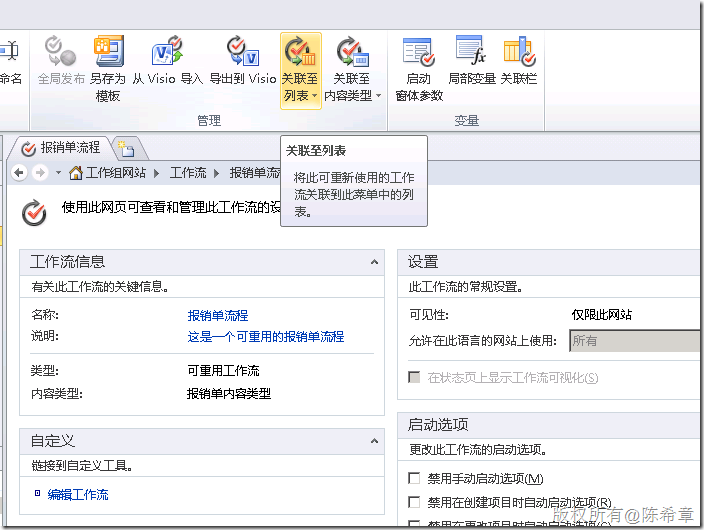 命名
全局发布
另存为
模板
从 Visio 导入
导出到 Visio
关联至
列表
关联至
内容类型
启动
窗体参数
局部变量
关联栏
管理
变量
报销单流程
关联至列表
将此可重新使用的工作
流关联到此菜单中的列
表。
工作组网站
工作流
报销单流
使用此网页可查看和管理此工作流的设
工作流信息
有关此工作流的关键信息。
名称:
报销单流程
说明:
这是一个可重用的报销单流程
类型:
可重用工作流
内容类型:
报销单内容类型
自定义
链接到自定义工具。
编辑工作流
设置
此工作流的常规设置。
可见性:
仅限此网站
允许在此语言的网站上使用:
所有
在状态页上显示工作流可视化(S)
启动选项
更改此工作流的启动选项。
禁用手动启动选项(M)
禁用在创建项目时自动启动选项(R)
禁用在更改项目时自动启动选项(C)
版权所有@陈希章